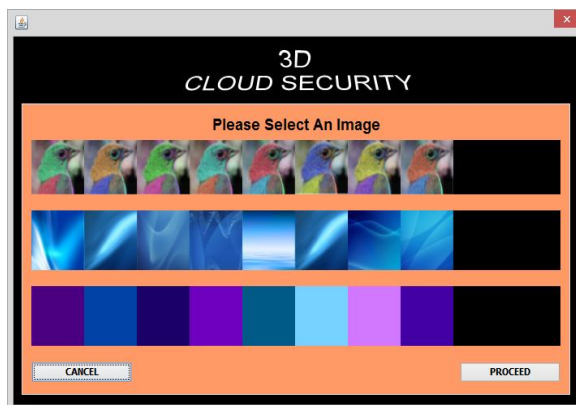 3D
CLOUD SECURITY
Please Select An Image
CANCEL
PROCEED